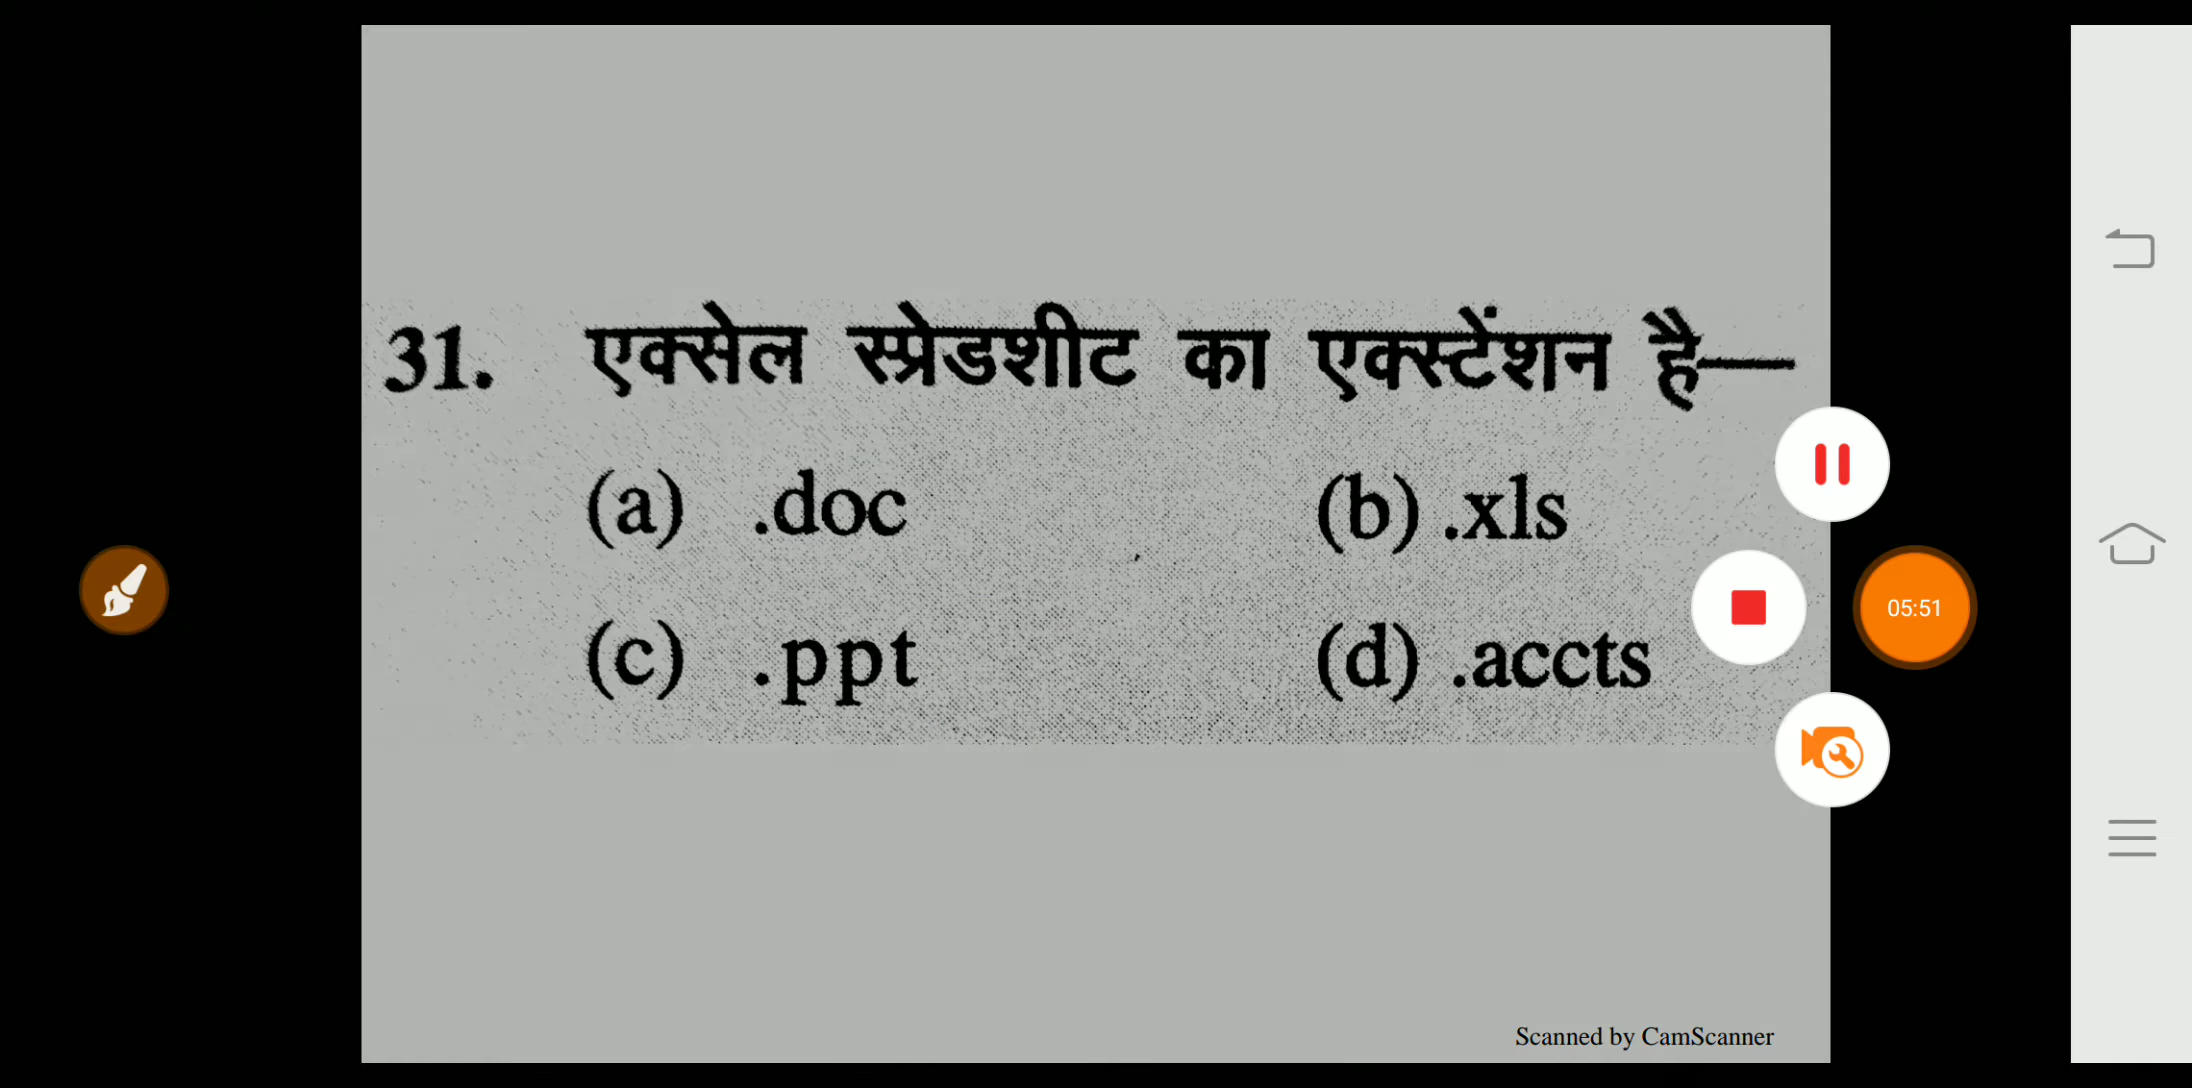 31. एक्सेल स्प्रेडशीट का एक्स्टेंशन है—
(a) .doc (b) .xls
(c) .ppt (d) .accts
05:51
Scanned by CamScanner